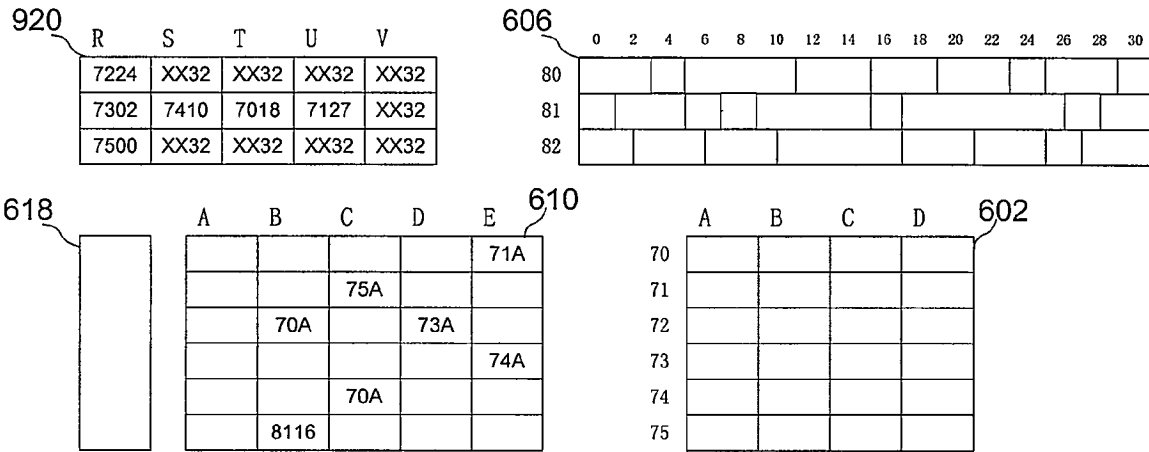 920
R S T U V
7224 XX32 XX32 XX32 XX32
7302 7410 7018 7127 XX32
7500 XX32 XX32 XX32 XX32
606
0 2 4 6 8 10 12 14 16 18 20 22 24 26 28 30
80
81
82
618
610
A B C D E
71A
75A
70A 73A
74A
70A
8116
602
A B C D
70
71
72
73
74
75